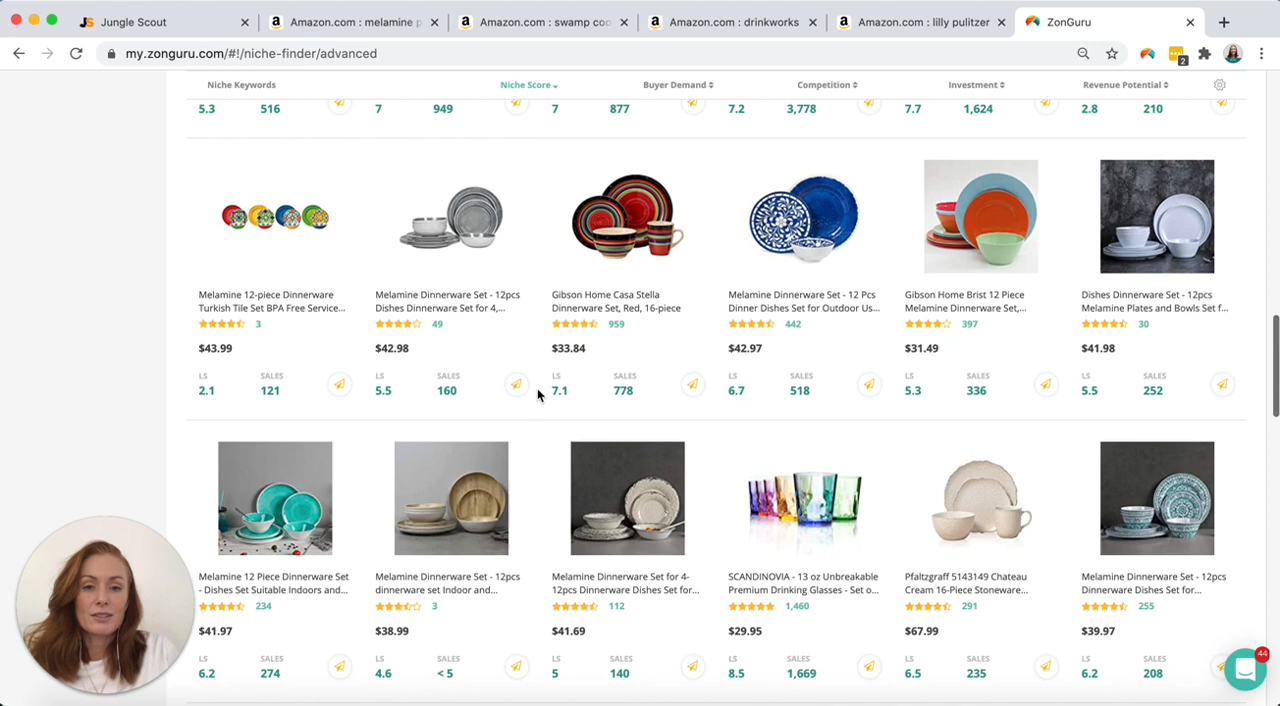 Jungle Scout
Amazon.com : melamine p
Amazon.com : swamp coo
Amazon.com : drinkworks
Amazon.com : lilly pulitzer
ZonGuru
my.zonguru.com/#!/niche-finder/advanced
2
Niche Keywords Niche Score Buyer Demand Competition Investment Revenue Potential
5.3 516 7 949 7 877 7.2 3,778 7.7 1,624 2.8 210
Melamine 12-piece Dinnerware
Turkish Tile Set BPA Free Service...
3
$43.99
LS SALES
2.1 121
Melamine Dinnerware Set - 12pcs
Dishes Dinnerware Set for 4,...
49
$42.98
LS SALES
5.5 160
Gibson Home Casa Stella
Dinnerware Set, Red, 16-piece
959
$33.84
LS SALES
7.1 778
Melamine Dinnerware Set - 12 Pcs
Dinner Dishes Set for Outdoor Us...
442
$42.97
LS SALES
6.7 518
Gibson Home Brist 12 Piece
Melamine Dinnerware Set,...
397
$31.49
LS SALES
5.3 336
Dishes Dinnerware Set - 12pcs
Melamine Plates and Bowls Set f...
30
$41.98
LS SALES
5.5 252
Melamine 12 Piece Dinnerware Set
- Dishes Set Suitable Indoors and...
234
$41.97
LS SALES
6.2 274
Melamine Dinnerware Set - 12pcs
dinnerware set Indoor and...
3
$38.99
LS SALES
4.6 < 5
Melamine Dinnerware Set for 4-
12pcs Dinnerware Dishes Set for...
112
$41.69
LS SALES
5 140
SCANDINOVIA - 13 oz Unbreakable
Premium Drinking Glasses - Set o...
1,460
$29.95
LS SALES
8.5 1,669
Pfaltzgraff 5143149 Chateau
Cream 16-Piece Stoneware...
291
$67.99
LS SALES
6.5 235
Melamine Dinnerware Set - 12pcs
Dinnerware Dishes Set for...
255
$39.97
LS SALES
6.2 208
44